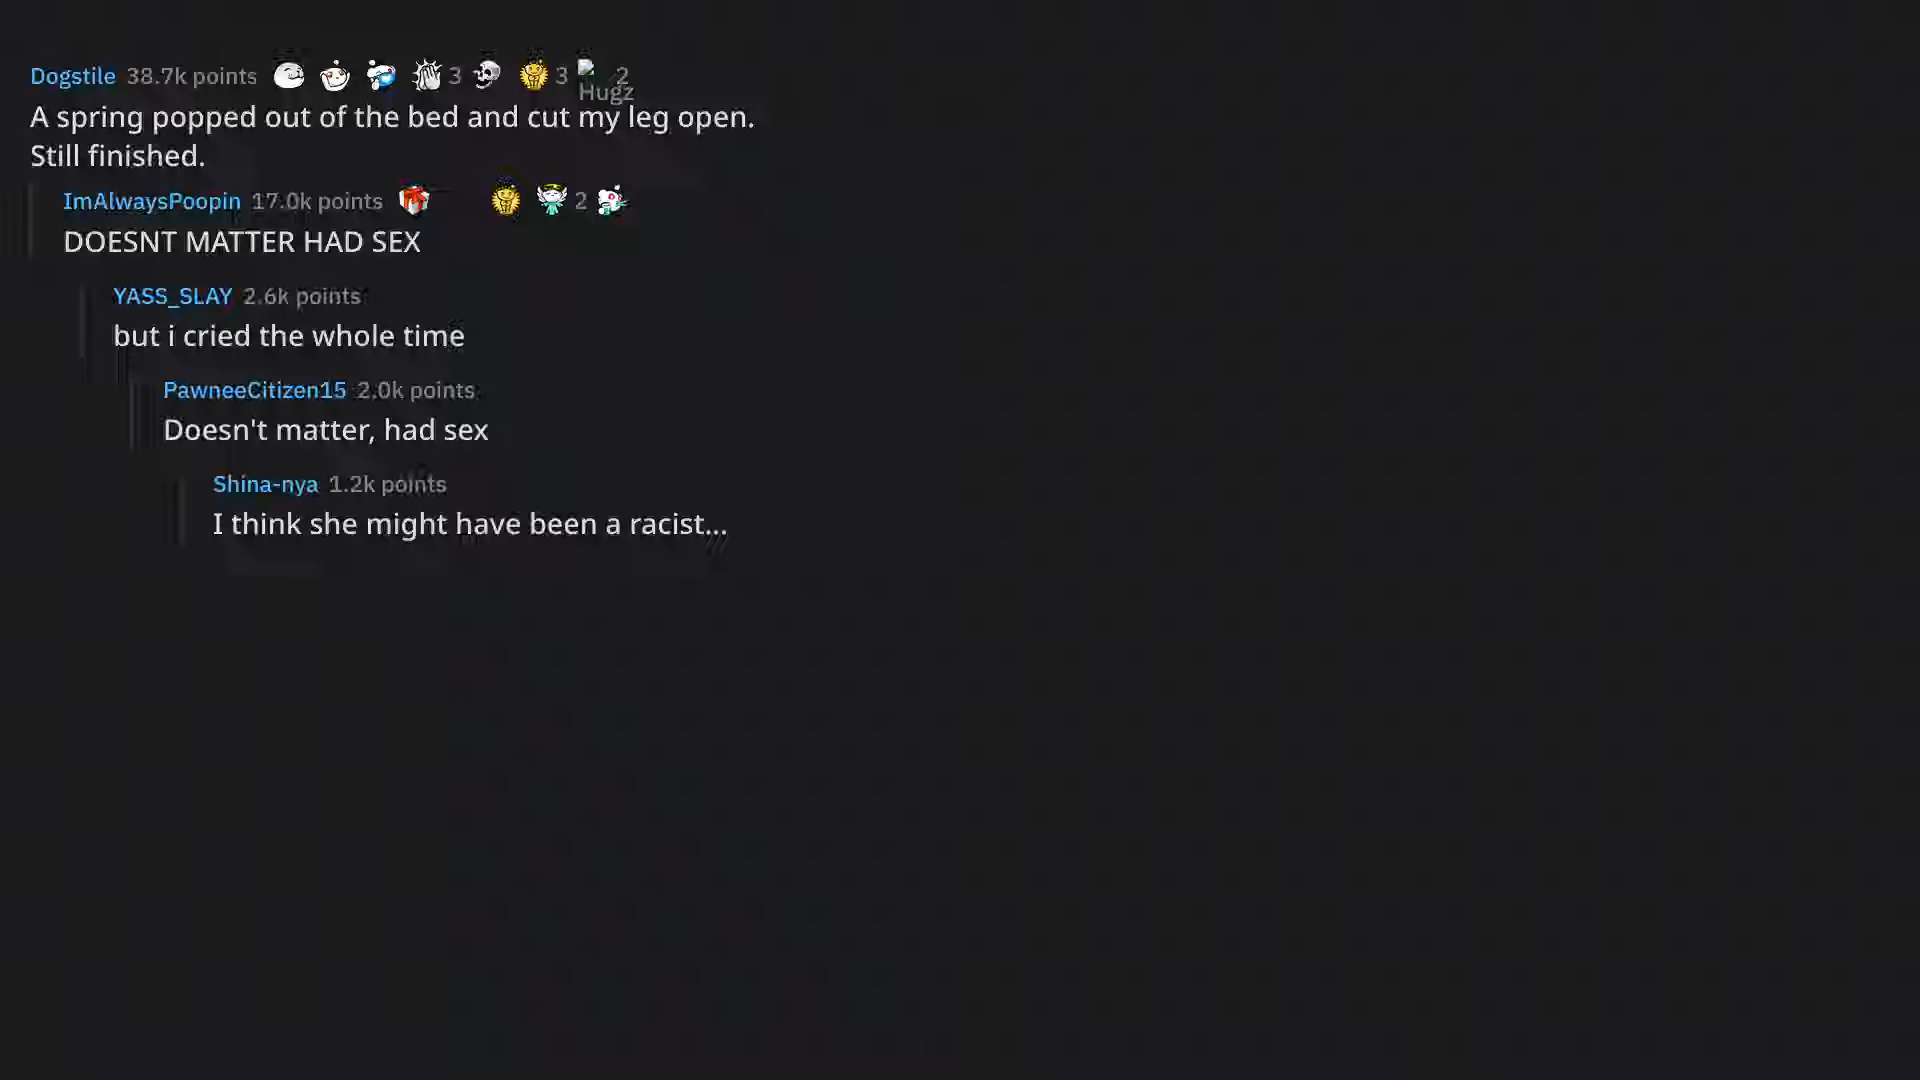 Dogstile 38.7k points 3 3 2
Hugz
A spring popped out of the bed and cut my leg open.
Still finished.
ImAlwaysPoopin 17.0k points 2
DOESNT MATTER HAD SEX
YASS_SLAY 2.6k points
but i cried the whole time
PawneeCitizen15 2.0k points
Doesn't matter, had sex
Shina-nya 1.2k points
I think she might have been a racist...